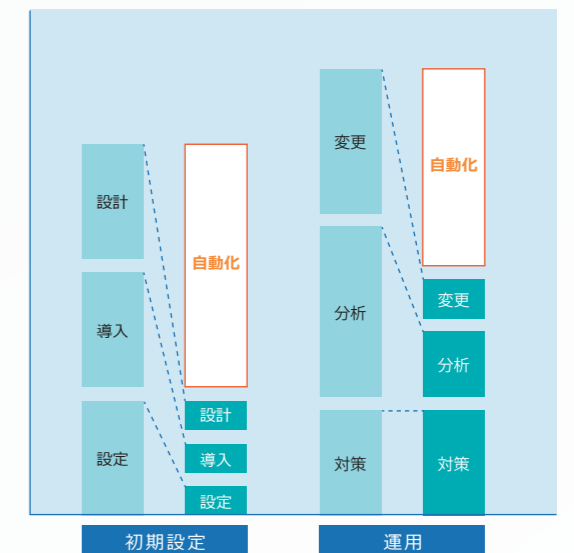 設計
導入
設定
自動化
設計
導入
設定
初期設定
変更
分析
対策
自動化
変更
分析
対策
運用